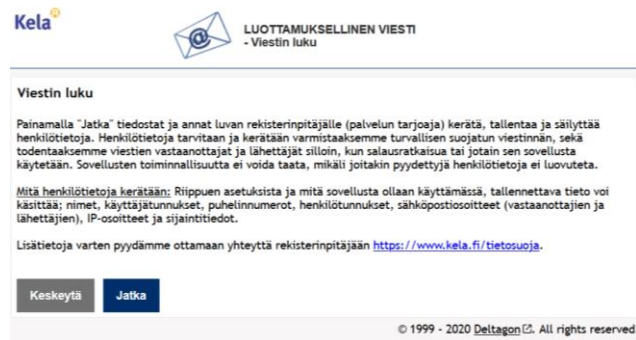 Kela
LUOTTAMUKSELLINEN VIESTI
- Viestin luku
Viestin luku
Painamalla "Jatka" tiedostat ja annat luvan rekisterinpitäjälle (palvelun tarjoaja) kerätä, tallentaa ja säilyttää
henkilötietoja. Henkilötietoja tarvitaan ja kerätään varmistaaksemme turvallisen suojatun viestinnän, sekä
todentaaksemme viestien vastaanottajat ja lähettäjät silloin, kun salausratkaisua tai jotain sen sovellusta
käytetään. Sovellusten toiminnallisuutta ei voida taata, mikäli joitakin pyydettyjä henkilötietoja ei luovuteta.
Mitä henkilötietoja kerätään: Riippuen asetuksista ja mitä sovellusta ollaan käyttämässä, tallennettava tieto voi
käsittää; nimet, käyttäjätunnukset, puhelinnumerot, henkilötunnukset, sähköpostiosoitteet (vastaanottajien ja
lähettäjien), IP-osoitteet ja sijaintitiedot.
Lisätietoja varten pyydämme ottamaan yhteyttä rekisterinpitäjään https://www.kela.fi/tietosuoja.
Keskeytä Jatka
© 1999 - 2020 Deltagon. All rights reserved